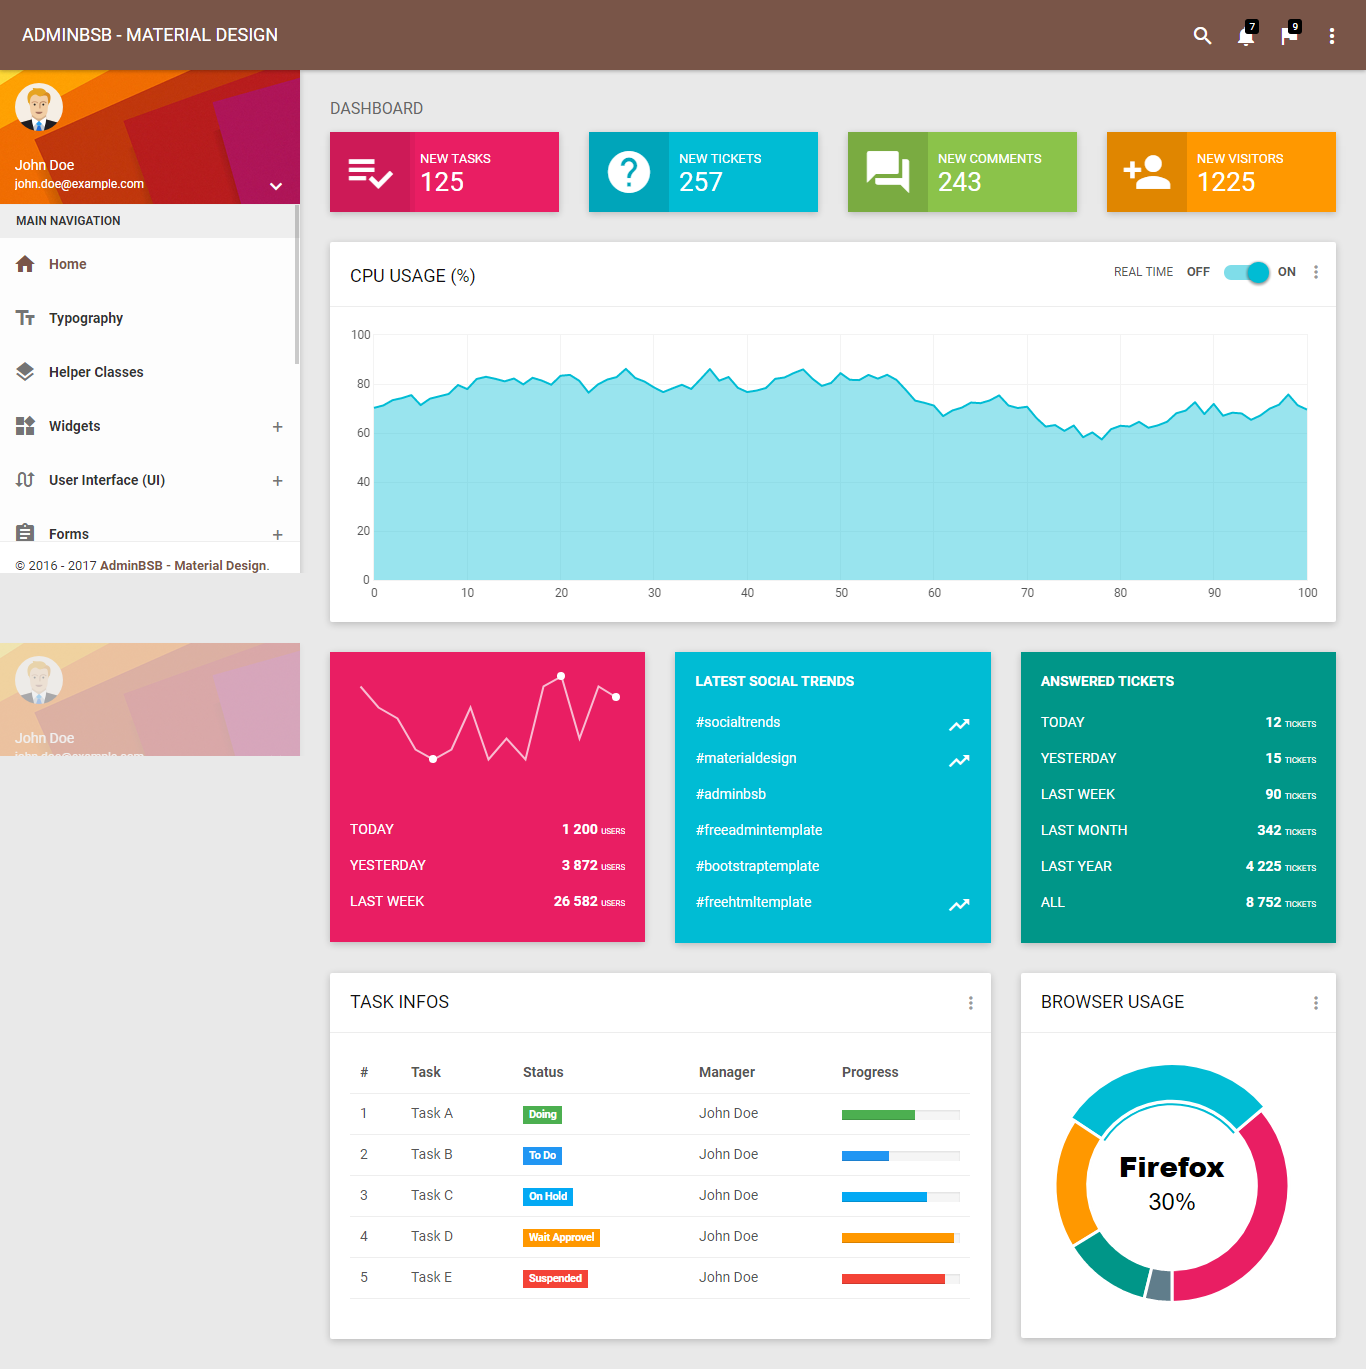 ADMINBSB - MATERIAL DESIGN
7
9
John Doe
john.doe@example.com
MAIN NAVIGATION
Home
Typography
Helper Classes
Widgets +
User Interface (UI) +
Forms +
© 2016 - 2017 AdminBSB - Material Design.
John Doe
john.doe@example.com
DASHBOARD
NEW TASKS
125
NEW TICKETS
257
NEW COMMENTS
243
NEW VISITORS
1225
CPU USAGE (%)
REAL TIME OFF ON
100
80
60
40
20
0
0 10 20 30 40 50 60 70 80 90 100
TODAY 1 200 USERS
YESTERDAY 3 872 USERS
LAST WEEK 26 582 USERS
LATEST SOCIAL TRENDS
#socialtrends
#materialdesign
#adminbsb
#freeadmintemplate
#bootstraptemplate
#freehtmltemplate
ANSWERED TICKETS
TODAY 12 TICKETS
YESTERDAY 15 TICKETS
LAST WEEK 90 TICKETS
LAST MONTH 342 TICKETS
LAST YEAR 4 225 TICKETS
ALL 8 752 TICKETS
TASK INFOS
# Task Status Manager Progress
1 Task A Doing John Doe
2 Task B To Do John Doe
3 Task C On Hold John Doe
4 Task D Wait Approvel John Doe
5 Task E Suspended John Doe
BROWSER USAGE
Firefox
30%